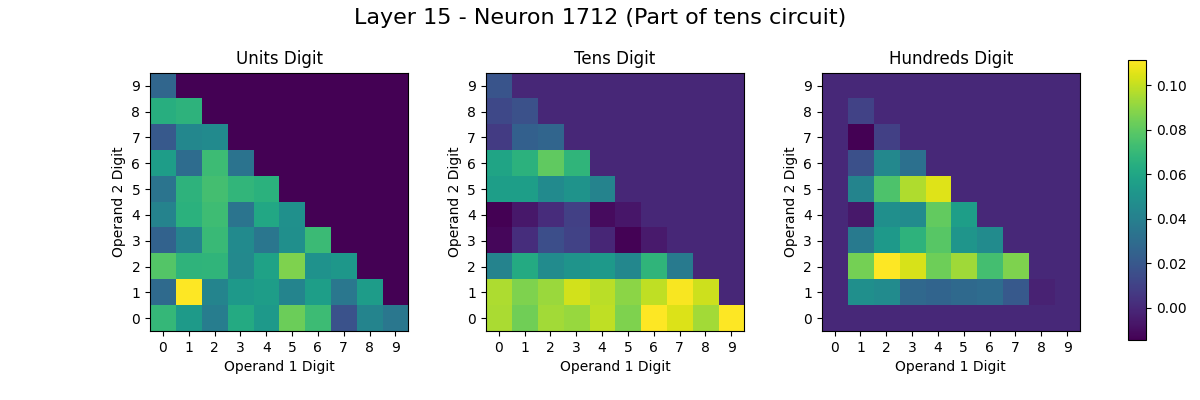 Layer 15 - Neuron 1712 (Part of tens circuit)
Units Digit
Tens Digit
Hundreds Digit
Operand 2 Digit
9
8
7
6
5
4
3
2
1
0
0 1 2 3 4 5 6 7 8 9
Operand 1 Digit
Operand 2 Digit
9
8
7
6
5
4
3
2
1
0
0 1 2 3 4 5 6 7 8 9
Operand 1 Digit
Operand 2 Digit
9
8
7
6
5
4
3
2
1
0
0 1 2 3 4 5 6 7 8 9
Operand 1 Digit
0.10
0.08
0.06
0.04
0.02
0.00